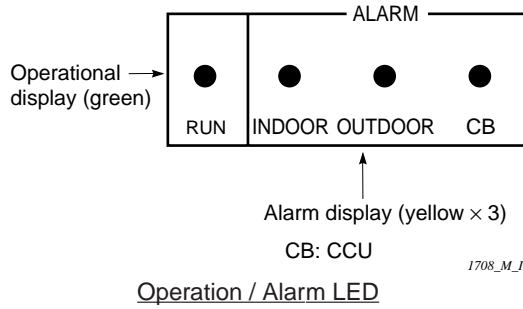 ALARM
Operational
display (green)
RUN INDOOR OUTDOOR CB
Alarm display (yellow × 3)
CB: CCU
1708_M_I
Operation / Alarm LED